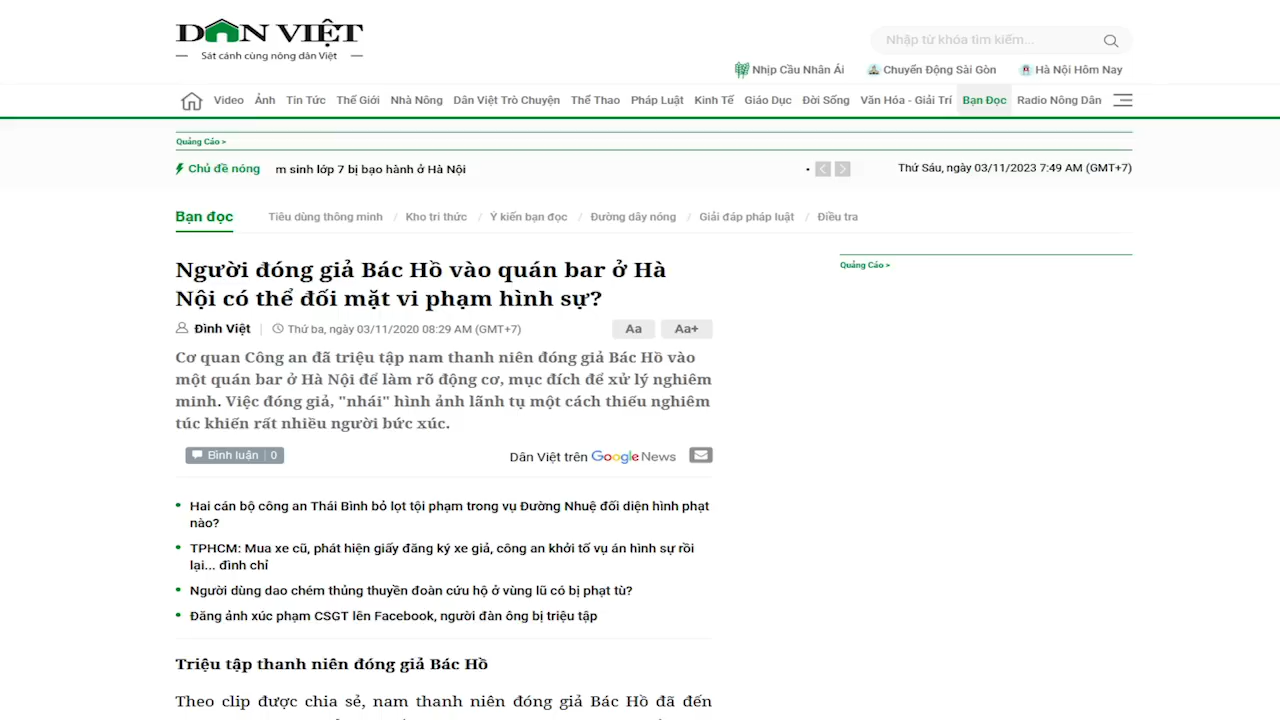 DÂN VIỆT
Sát cánh cùng nông dân Việt
Nhập từ khóa tìm kiếm...
Nhịp Cầu Nhân Ái Chuyển Động Sài Gòn Hà Nội Hôm Nay
Video Ảnh Tin Tức Thế Giới Nhà Nông Dân Việt Trò Chuyện Thể Thao Pháp Luật Kinh Tế Giáo Dục Đời Sống Văn Hóa - Giải Trí Bạn Đọc Radio Nông Dân
Quảng Cáo >
Chủ đề nóng m sinh lớp 7 bị bạo hành ở Hà Nội Thứ Sáu, ngày 03/11/2023 7:49 AM (GMT+7)
Bạn đọc Tiêu dùng thông minh / Kho tri thức / Ý kiến bạn đọc / Đường dây nóng / Giải đáp pháp luật / Điều tra
Quảng Cáo >
Người đóng giả Bác Hồ vào quán bar ở Hà
Nội có thể đối mặt vi phạm hình sự?
Đình Việt Thứ ba, ngày 03/11/2020 08:29 AM (GMT+7) Aa Aa+
Cơ quan Công an đã triệu tập nam thanh niên đóng giả Bác Hồ vào
một quán bar ở Hà Nội để làm rõ động cơ, mục đích để xử lý nghiêm
minh. Việc đóng giả, "nhái" hình ảnh lãnh tụ một cách thiếu nghiêm
túc khiến rất nhiều người bức xúc.
Bình luận 0 Dân Việt trên Google News
Hai cán bộ công an Thái Bình bỏ lọt tội phạm trong vụ Đường Nhuệ đối diện hình phạt
nào?
TPHCM: Mua xe cũ, phát hiện giấy đăng ký xe giả, công an khởi tố vụ án hình sự rồi
lại... đình chỉ
Người dùng dao chém thủng thuyền đoàn cứu hộ ở vùng lũ có bị phạt tù?
Đăng ảnh xúc phạm CSGT lên Facebook, người đàn ông bị triệu tập
Triệu tập thanh niên đóng giả Bác Hồ
Theo clip được chia sẻ, nam thanh niên đóng giả Bác Hồ đã đến